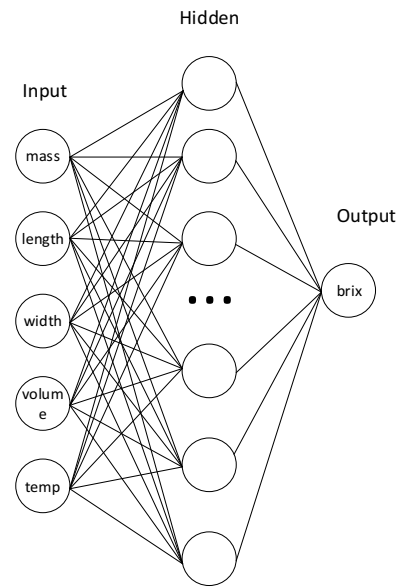 Hidden
Input
mass
length
width
volum
e
temp
...
Output
brix